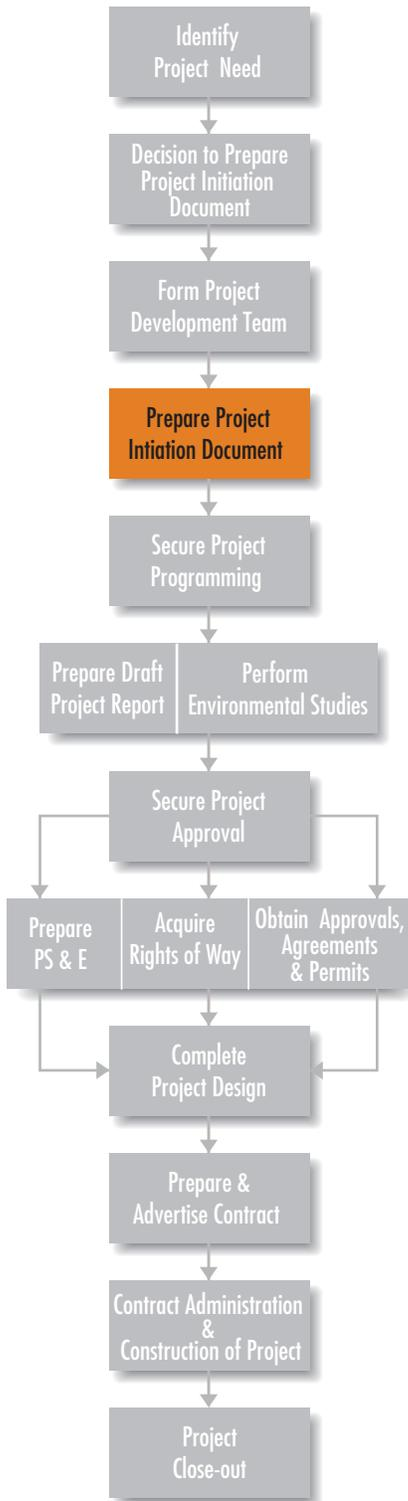 Identify
Project Need
Decision to Prepare
Project Initiation
Document
Form Project
Development Team
Prepare Project
Intiation Document
Secure Project
Programming
Prepare Draft
Project Report
Perform
Environmental Studies
Secure Project
Approval
Prepare
PS & E
Acquire
Rights of Way
Obtain Approvals,
Agreements
& Permits
Complete
Project Design
Prepare &
Advertise Contract
Contract Administration
&
Construction of Project
Project
Close-out